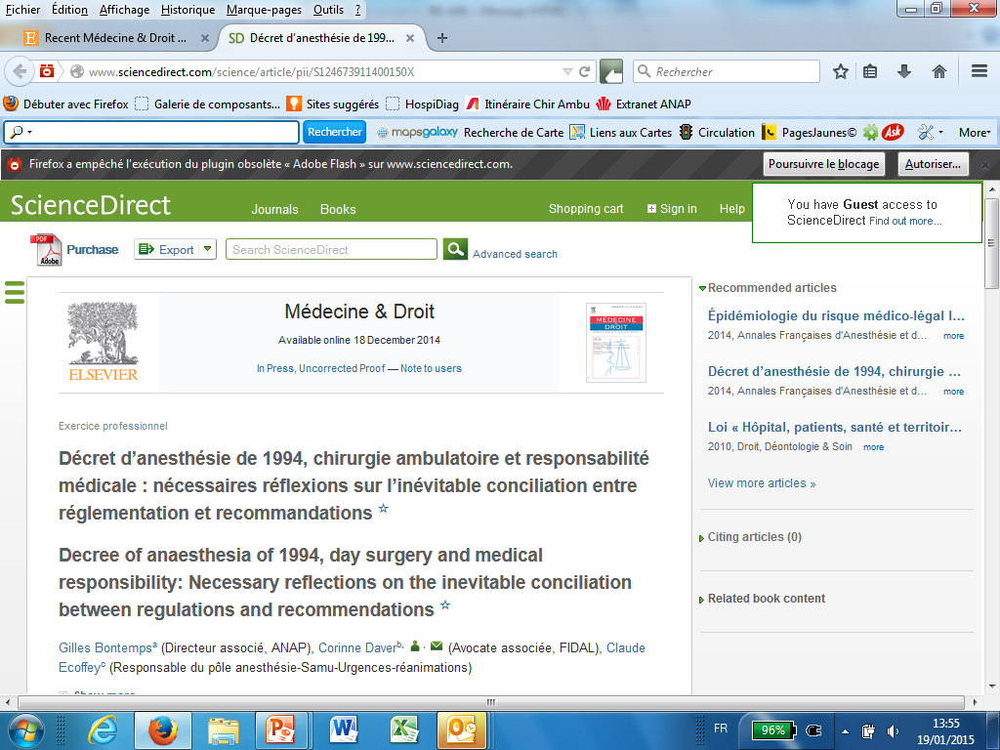 Fichier Édition Affichage Historique Marque-pages Outils ?
Recent Médecine & Droit ... × SD Décret d'anesthésie de 199... × +
www.sciencedirect.com/science/article/pii/S124673911400150X Rechercher
Débuter avec Firefox Galerie de composants... Sites suggérés HospiDiag Itinéraire Chir Ambu Extranet ANAP
Rechercher mapsgalaxy Recherche de Carte Liens aux Cartes Circulation PagesJaunes© Ask More
Firefox a empêché l'exécution du plugin obsolète « Adobe Flash » sur www.sciencedirect.com. Poursuivre le blocage Autoriser...
ScienceDirect Journals Books Shopping cart Sign in Help
You have Guest access to
ScienceDirect Find out more...
PDF Adobe Purchase Export Search ScienceDirect Advanced search
ELSEVIER
Médecine & Droit
Available online 18 December 2014
In Press, Uncorrected Proof — Note to users
MÉDECINE
DROIT
Exercice professionnel
Décret d'anesthésie de 1994, chirurgie ambulatoire et responsabilité
médicale : nécessaires réflexions sur l'inévitable conciliation entre
réglementation et recommandations ☆
Decree of anaesthesia of 1994, day surgery and medical
responsibility: Necessary reflections on the inevitable conciliation
between regulations and recommendations ☆
Gilles Bontemps a (Directeur associé, ANAP), Corinne Daver b, (Avocate associée, FIDAL), Claude
Ecoffey c (Responsable du pôle anesthésie-Samu-Urgences-réanimations)
Show more
Recommended articles
Épidémiologie du risque médico-légal l...
2014, Annales Françaises d'Anesthésie et d... more
Décret d'anesthésie de 1994, chirurgie ...
2014, Annales Françaises d'Anesthésie et d... more
Loi « Hôpital, patients, santé et territoir...
2010, Droit, Déontologie & Soin more
View more articles »
Citing articles (0)
Related book content
FR 96% 13:55
19/01/2015